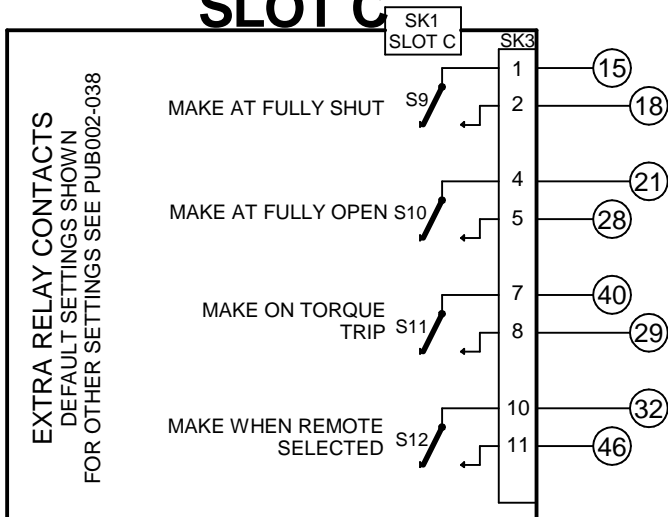 SLOT C
SK1
SLOT C
SK3
EXTRA RELAY CONTACTS
DEFAULT SETTINGS SHOWN
FOR OTHER SETTINGS SEE PUB002-038
MAKE AT FULLY SHUT S9 1 15
2 18
MAKE AT FULLY OPEN S10 4 21
5 28
MAKE ON TORQUE
TRIP S11 7 40
8 29
MAKE WHEN REMOTE
SELECTED S12 10 32
11 46